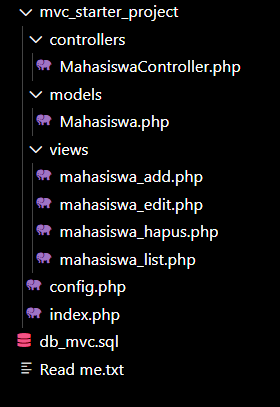 mvc_starter_project
controllers
MahasiswaController.php
models
Mahasiswa.php
views
mahasiswa_add.php
mahasiswa_edit.php
mahasiswa_hapus.php
mahasiswa_list.php
config.php
index.php
db_mvc.sql
Read me.txt